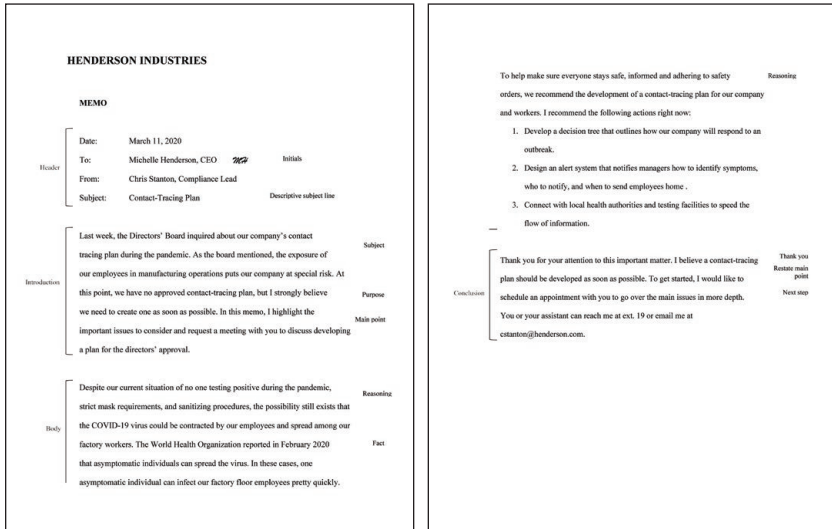 HENDERSON INDUSTRIES
MEMO
Header
Date: March 11, 2020
To: Michelle Henderson, CEO MH Initials
From: Chris Stanton, Compliance Lead
Subject: Contact-Tracing Plan Descriptive subject line
Introduction
Last week, the Directors' Board inquired about our company's contact
tracing plan during the pandemic. As the board mentioned, the exposure of Subject
our employees in manufacturing operations puts our company at special risk. At
this point, we have no approved contact-tracing plan, but I strongly believe
we need to create one as soon as possible. In this memo, I highlight the Purpose
important issues to consider and request a meeting with you to discuss developing Main point
a plan for the directors' approval.
Body
Despite our current situation of no one testing positive during the pandemic,
strict mask requirements, and sanitizing procedures, the possibility still exists that Reasoning
the COVID-19 virus could be contracted by our employees and spread among our
factory workers. The World Health Organization reported in February 2020 Fact
that asymptomatic individuals can spread the virus. In these cases, one
asymptomatic individual can infect our factory floor employees pretty quickly.
To help make sure everyone stays safe, informed and adhering to safety Reasoning
orders, we recommend the development of a contact-tracing plan for our company
and workers. I recommend the following actions right now:
1. Develop a decision tree that outlines how our company will respond to an
outbreak.
2. Design an alert system that notifies managers how to identify symptoms,
who to notify, and when to send employees home .
3. Connect with local health authorities and testing facilities to speed the
flow of information.
Conclusion
Thank you for your attention to this important matter. I believe a contact-tracing Thank you
plan should be developed as soon as possible. To get started, I would like to Restate main point
schedule an appointment with you to go over the main issues in more depth. Next step
You or your assistant can reach me at ext. 19 or email me at
cstanton@henderson.com.